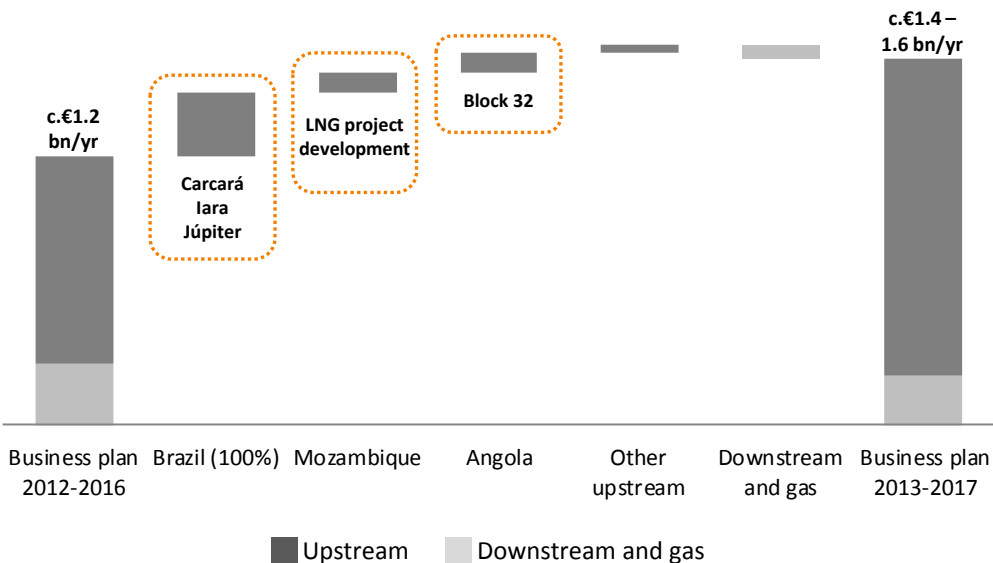 c.€1.2
bn/yr
Carcará
Iara
Júpiter
LNG project
development
Block 32
c.€1.4 –
1.6 bn/yr
Business plan
2012-2016
Brazil (100%)
Mozambique
Angola
Other
upstream
Downstream
and gas
Business plan
2013-2017
Upstream
Downstream and gas